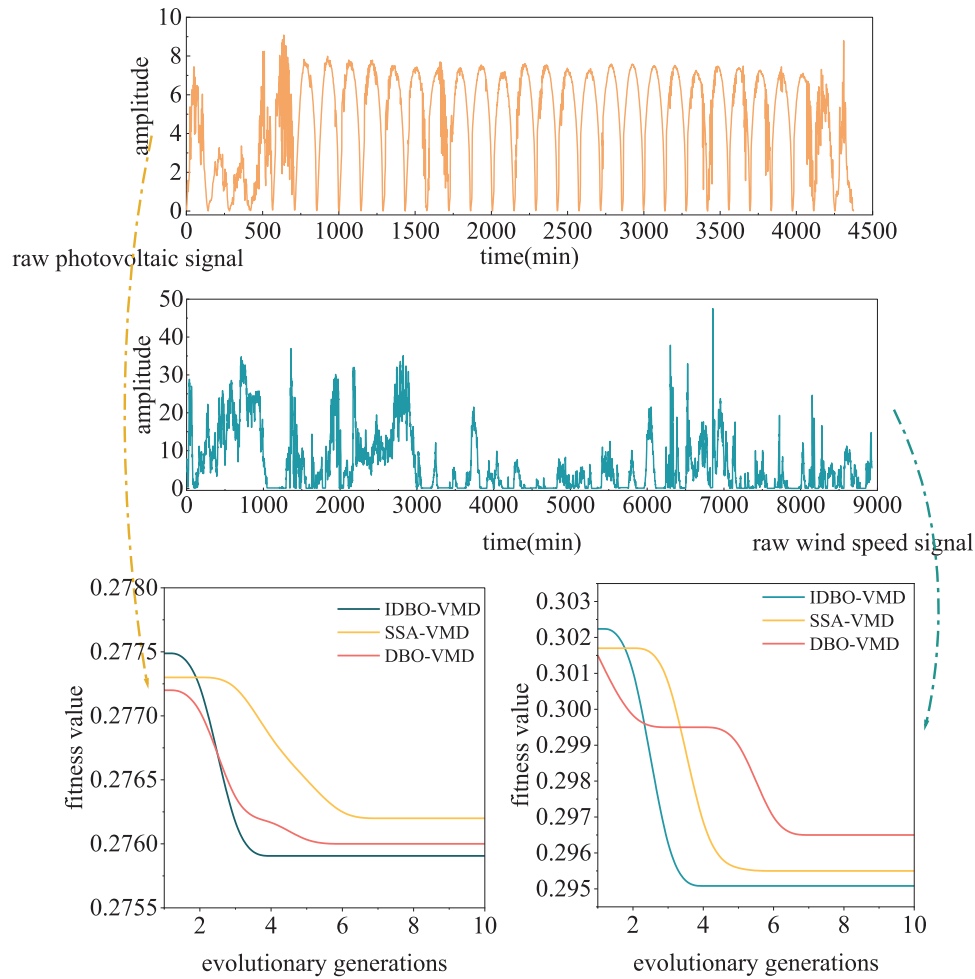 10
8
6
4
2
0
amplitude
0 500 1000 1500 2000 2500 3000 3500 4000 4500
time(min)
raw photovoltaic signal
50
40
30
20
10
0
amplitude
0 1000 2000 3000 4000 5000 6000 7000 8000 9000
time(min)
raw wind speed signal
0.2780
0.2775
0.2770
0.2765
0.2760
0.2755
fitness value
IDBO-VMD
SSA-VMD
DBO-VMD
2 4 6 8 10
evolutionary generations
0.303
0.302
0.301
0.300
0.299
0.298
0.296
0.295
0.295
fitness value
IDBO-VMD
SSA-VMD
DBO-VMD
2 4 6 8 10
evolutionary generations